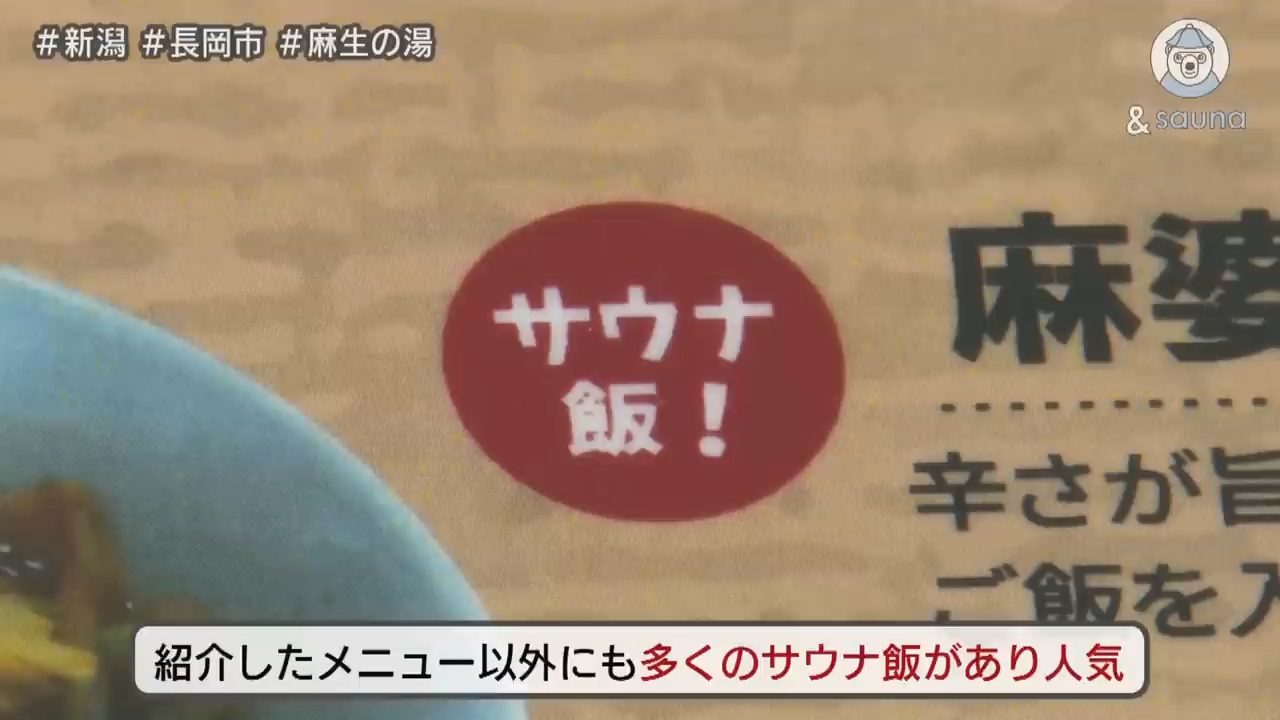 #新潟 #長岡市 #麻生の湯
& sauna
サウナ
飯！
麻婆
辛さが旨
ご飯を入
紹介したメニュー以外にも多くのサウナ飯があり人気